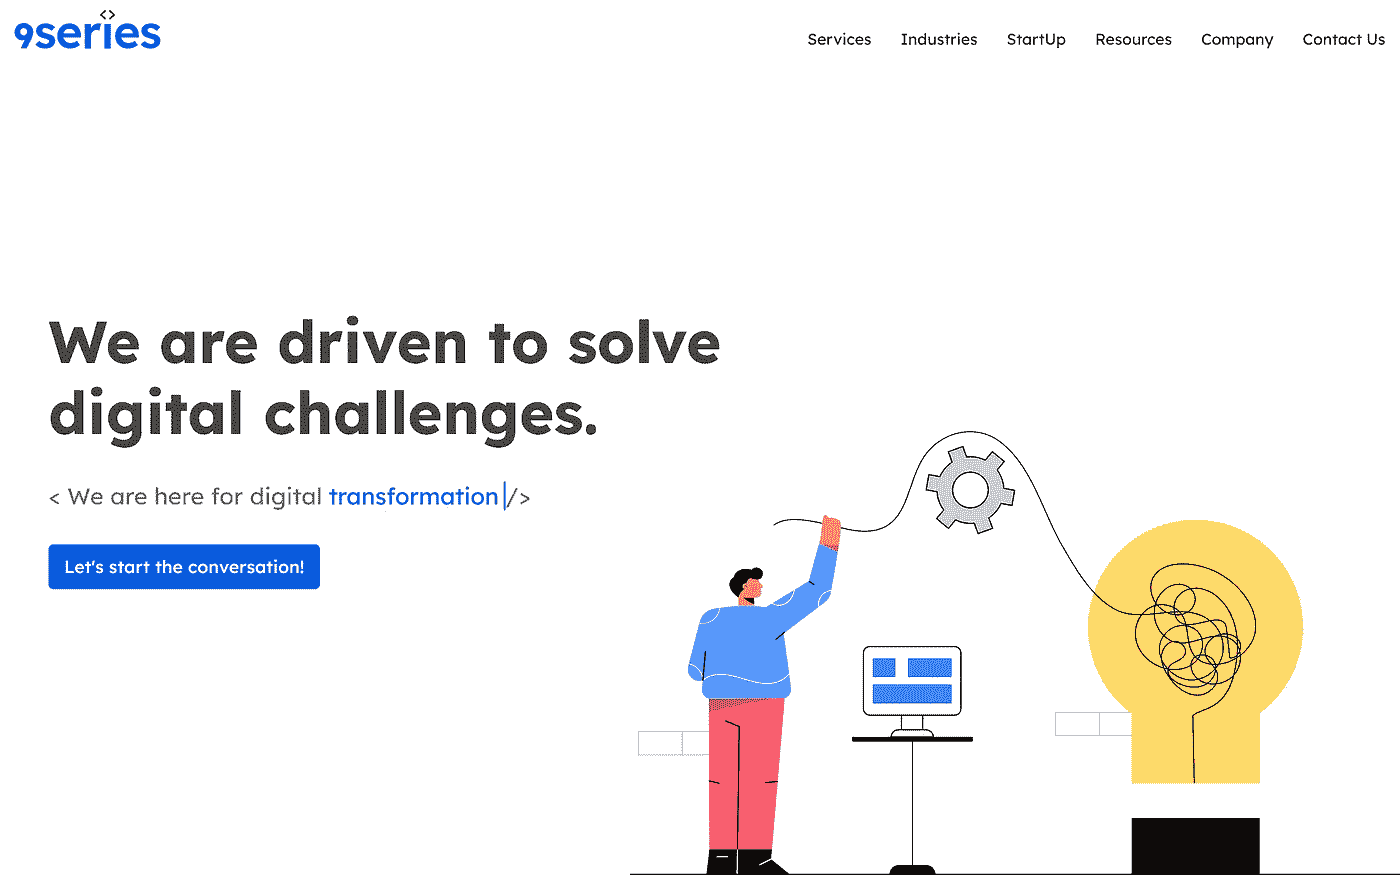 <>
9series
Services Industries StartUp Resources Company Contact Us
We are driven to solve
digital challenges.
< We are here for digital transformation|/>
Let's start the conversation!